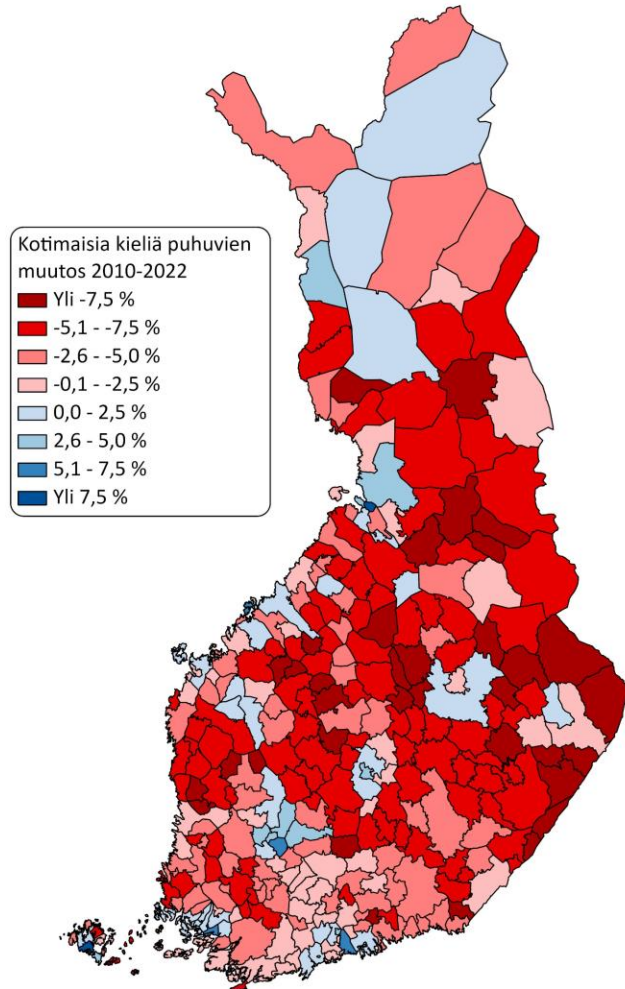 Kotimaisia kieliä puhuvien
muutos 2010-2022
Yli -7,5 %
-5,1 - -7,5 %
-2,6 - -5,0 %
-0,1 - -2,5 %
0,0 - 2,5 %
2,6 - 5,0 %
5,1 - 7,5 %
Yli 7,5 %